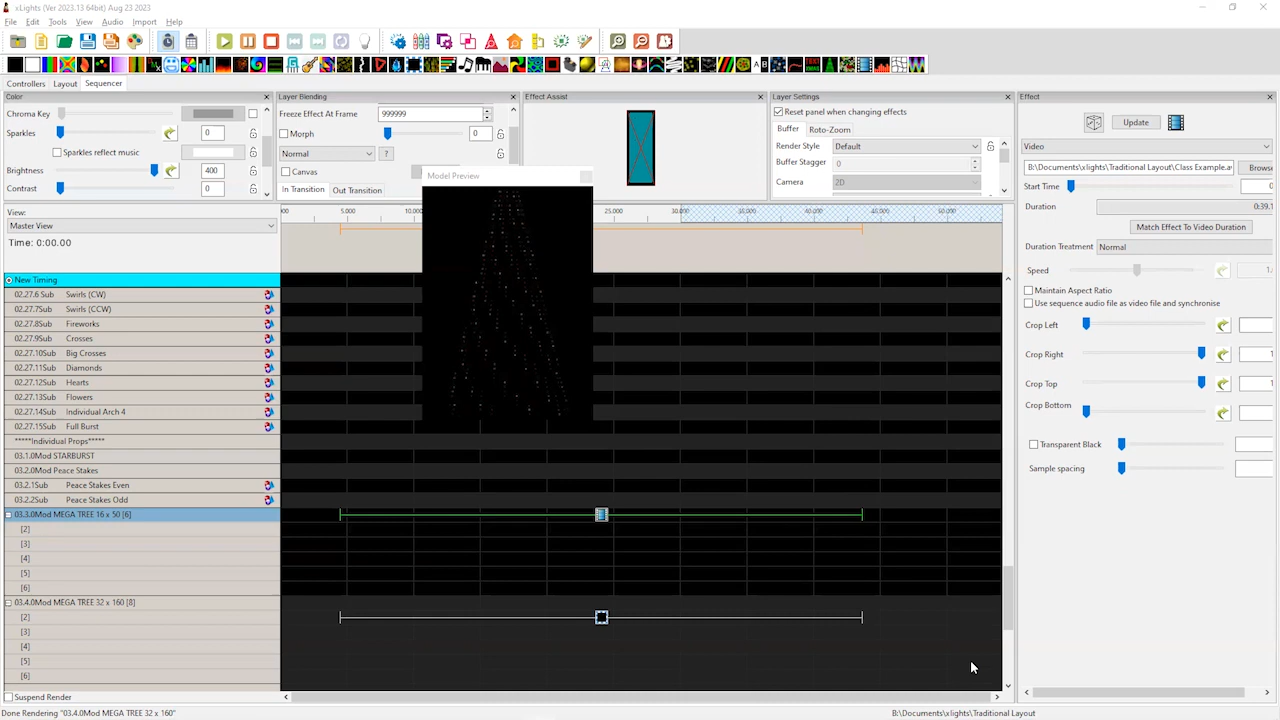 xLights (Ver 2023.13 64bit) Aug 23 2023
File Edit Tools View Audio Import Help
Controllers Layout Sequencer
Color
Layer Blending
Effect Assist
Layer Settings
Effect
Chroma Key
Sparkles 0
Sparkles reflect music
Brightness 400
Contrast 0
Freeze Effect At Frame 999999
Morph 0
Normal ?
Canvas
In Transition Out Transition
Reset panel when changing effects
Buffer Roto-Zoom
Render Style Default
Buffer Stagger 0
Camera 2D
Update
Video
B:\Documents\xlights\Traditional Layout\Class Example.av Browse
Start Time 0
Duration 0:39.1
Match Effect To Video Duration
Duration Treatment Normal
Speed 1.
Maintain Aspect Ratio
Use sequence audio file as video file and synchronise
Crop Left
Crop Right 1
Crop Top 1
Crop Bottom
Transparent Black
Sample spacing
Model Preview
View:
Master View
Time: 0:00.00
000 5.000 10.000 25.000 30.000 35.000 40.000 45.000 50.000
New Timing
02.27.6 Sub Swirls (CW)
02.27.7Sub Swirls (CCW)
02.27.8Sub Fireworks
02.27.9Sub Crosses
02.27.10Sub Big Crosses
02.27.11Sub Diamonds
02.27.12Sub Hearts
02.27.13Sub Flowers
02.27.14Sub Individual Arch 4
02.27.15Sub Full Burst
*****Individual Props*****
03.1.0Mod STARBURST
03.2.0Mod Peace Stakes
03.2.1Sub Peace Stakes Even
03.2.2Sub Peace Stakes Odd
03.3.0Mod MEGA TREE 16 x 50 [6]
[2]
[3]
[4]
[5]
[6]
03.4.0Mod MEGA TREE 32 x 160 [8]
[2]
[3]
[4]
[5]
[6]
Suspend Render
Done Rendering "03.4.0Mod MEGA TREE 32 x 160"
B:\Documents\xlights\Traditional Layout